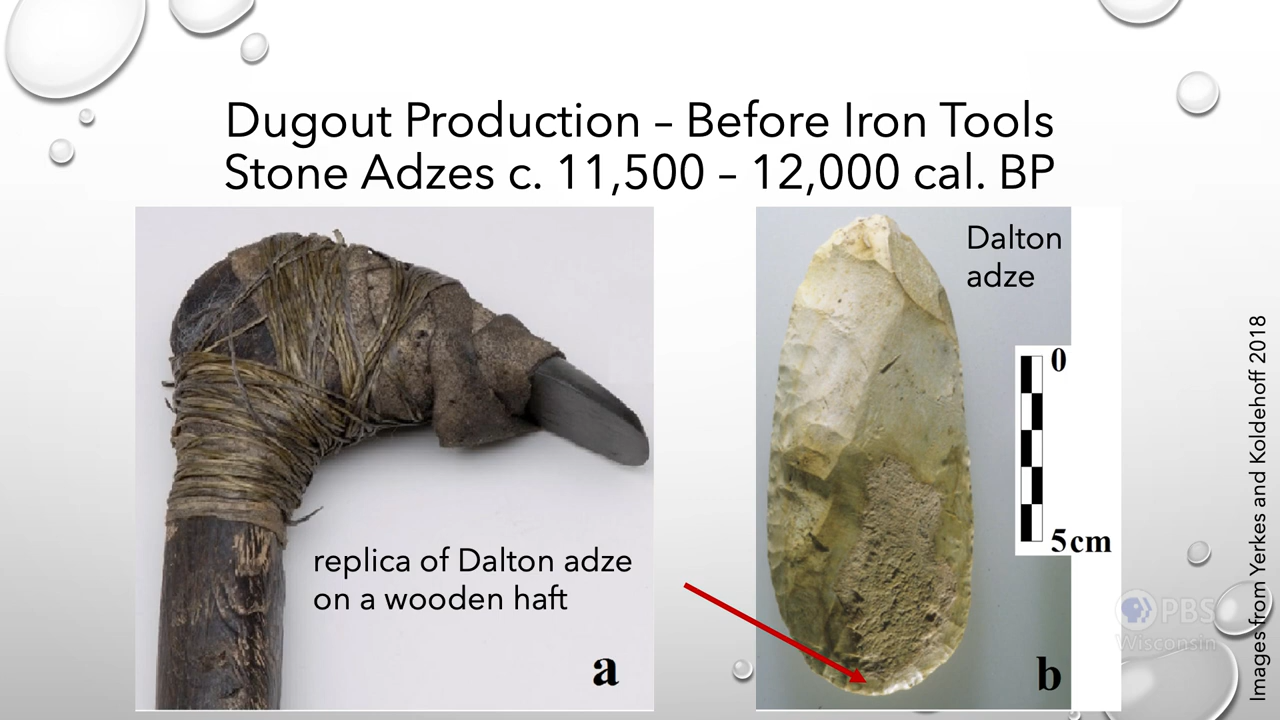 Dugout Production – Before Iron Tools
Stone Adzes c. 11,500 – 12,000 cal. BP
replica of Dalton adze
on a wooden haft
a
Dalton
adze
0
5cm
b
Images from Yerkes and Koldehoff 2018
PBS
Wisconsin